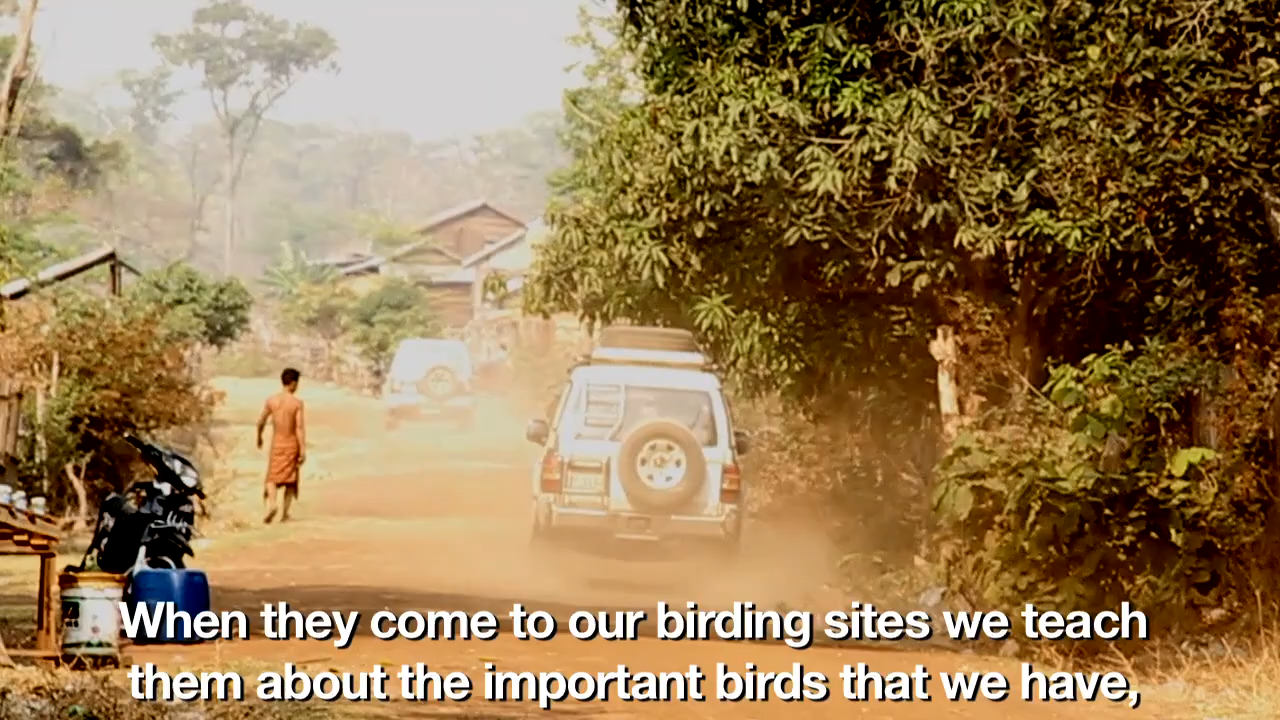 When they come to our birding sites we teach
them about the important birds that we have,